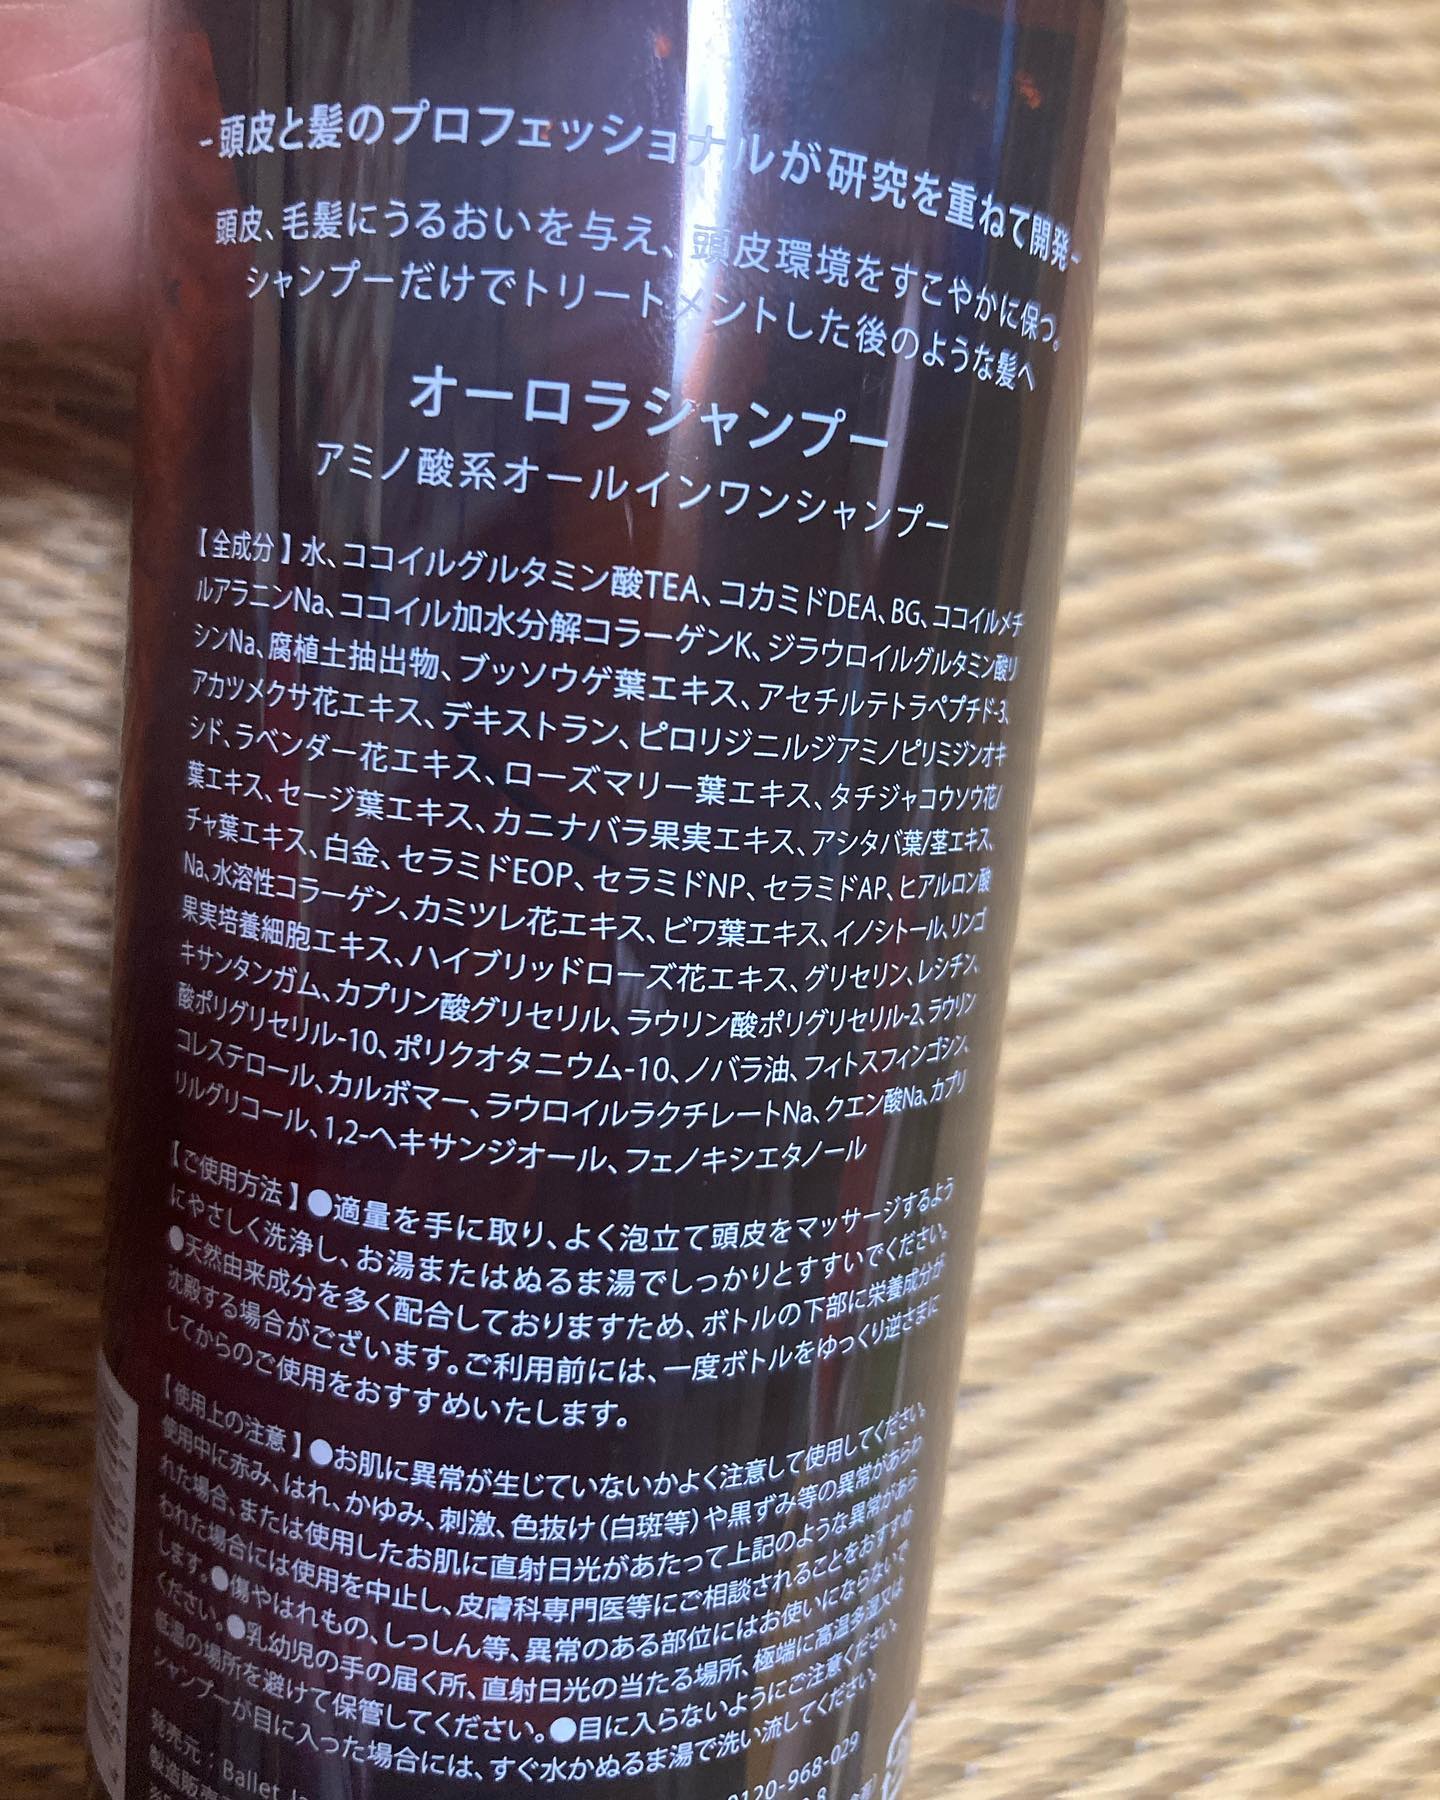 -頭皮と髪のプロフェッショナルが研究を重ねて開発-
頭皮、毛髪にうるおいを与え、頭皮環境をすこやかに保つ。
シャンプーだけでトリートメントした後のような髪へ
オーロラシャンプー
アミノ酸系オールインワンシャンプー
【全成分】水、ココイルグルタミン酸TEA、コカミドDEA、BG、ココイルメチ
ルアラニンNa、ココイル加水分解コラーゲンK、ジラウロイルグルタミン酸リ
シンNa、腐植土抽出物、ブッソウゲ葉エキス、アセチルテトラペプチド-3、
アカツメクサ花エキス、デキストラン、ピロリジニルジアミノピリミジンオキ
シド、ラベンダー花エキス、ローズマリー葉エキス、タチジャコウソウ花/
葉エキス、セージ葉エキス、カニナバラ果実エキス、アシタバ葉/茎エキス、
チャ葉エキス、白金、セラミドEOP、セラミドNP、セラミドAP、ヒアルロン酸
Na、水溶性コラーゲン、カミツレ花エキス、ビワ葉エキス、イノシトール、リンゴ
果実培養細胞エキス、ハイブリッドローズ花エキス、グリセリン、レシチン、
キサンタンガム、カプリン酸グリセリル、ラウリン酸ポリグリセリル-2、ラウリン
酸ポリグリセリル-10、ポリクオタニウム-10、ノバラ油、フィトスフィンゴシン、
コレステロール、カルボマー、ラウロイルラクチレートNa、クエン酸Na、カプリ
リルグリコール、1,2-ヘキサンジオール、フェノキシエタノール
【ご使用方法】●適量を手に取り、よく泡立て頭皮をマッサージするよう
にやさしく洗浄し、お湯またはぬるま湯でしっかりとすすいでください。
●天然由来成分を多く配合しておりますため、ボトルの下部に栄養成分が
沈殿する場合がございます。ご利用前には、一度ボトルをゆっくり逆さまに
してからのご使用をおすすめいたします。
【使用上の注意】●お肌に異常が生じていないかよく注意して使用してください。
使用中に赤み、はれ、かゆみ、刺激、色抜け（白斑等）や黒ずみ等の異常があらわ
れた場合、または使用したお肌に直射日光があたって上記のような異常があら
われた場合には使用を中止し、皮膚科専門医等にご相談されることをおすすめ
します。●傷やはれもの、しっしん等、異常のある部位にはお使いにならないで
ください。●乳幼児の手の届く所、直射日光の当たる場所、極端に高温多湿又は
低温の場所を避けて保管してください。●目に入らないようにご注意ください。
シャンプーが目に入った場合には、すぐ水かぬるま湯で洗い流してください。
発売元：Ballet 0120-968-029
製造販売